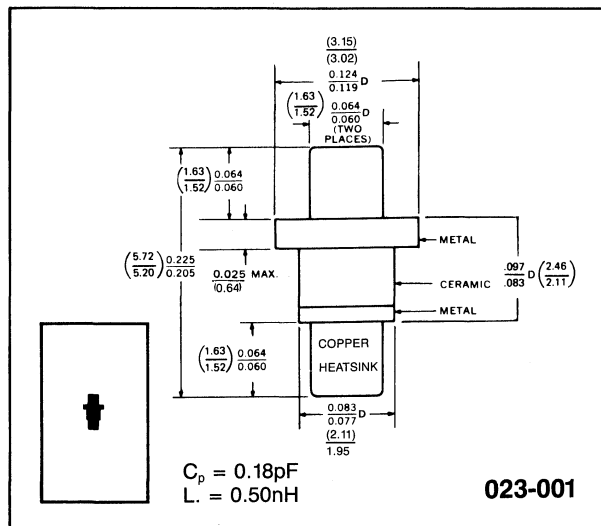 (3.15)
(3.02)
0.124 D
0.119
(1.63 0.064 D
1.52) 0.060
(TWO
PLACES)
(1.63 0.064
1.52) 0.060
METAL
(5.72 0.225
5.20) 0.205
0.025 MAX.
(0.64)
CERAMIC
.097 D (2.46
.083 2.11)
METAL
(1.63 0.064
1.52) 0.060
COPPER
HEATSINK
0.083 D
0.077
(2.11)
1.95
Cp = 0.18pF
L. = 0.50nH
023-001